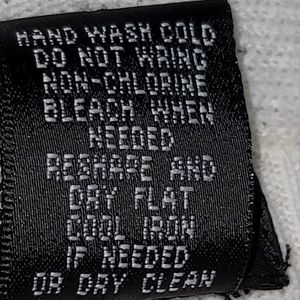 HAND WASH COLD
DO NOT WRING
NON-CHLORINE
BLEACH WHEN
NEEDED
RESHAPE AND
DRY FLAT
COOL IRON
IF NEEDED
OR DRY CLEAN